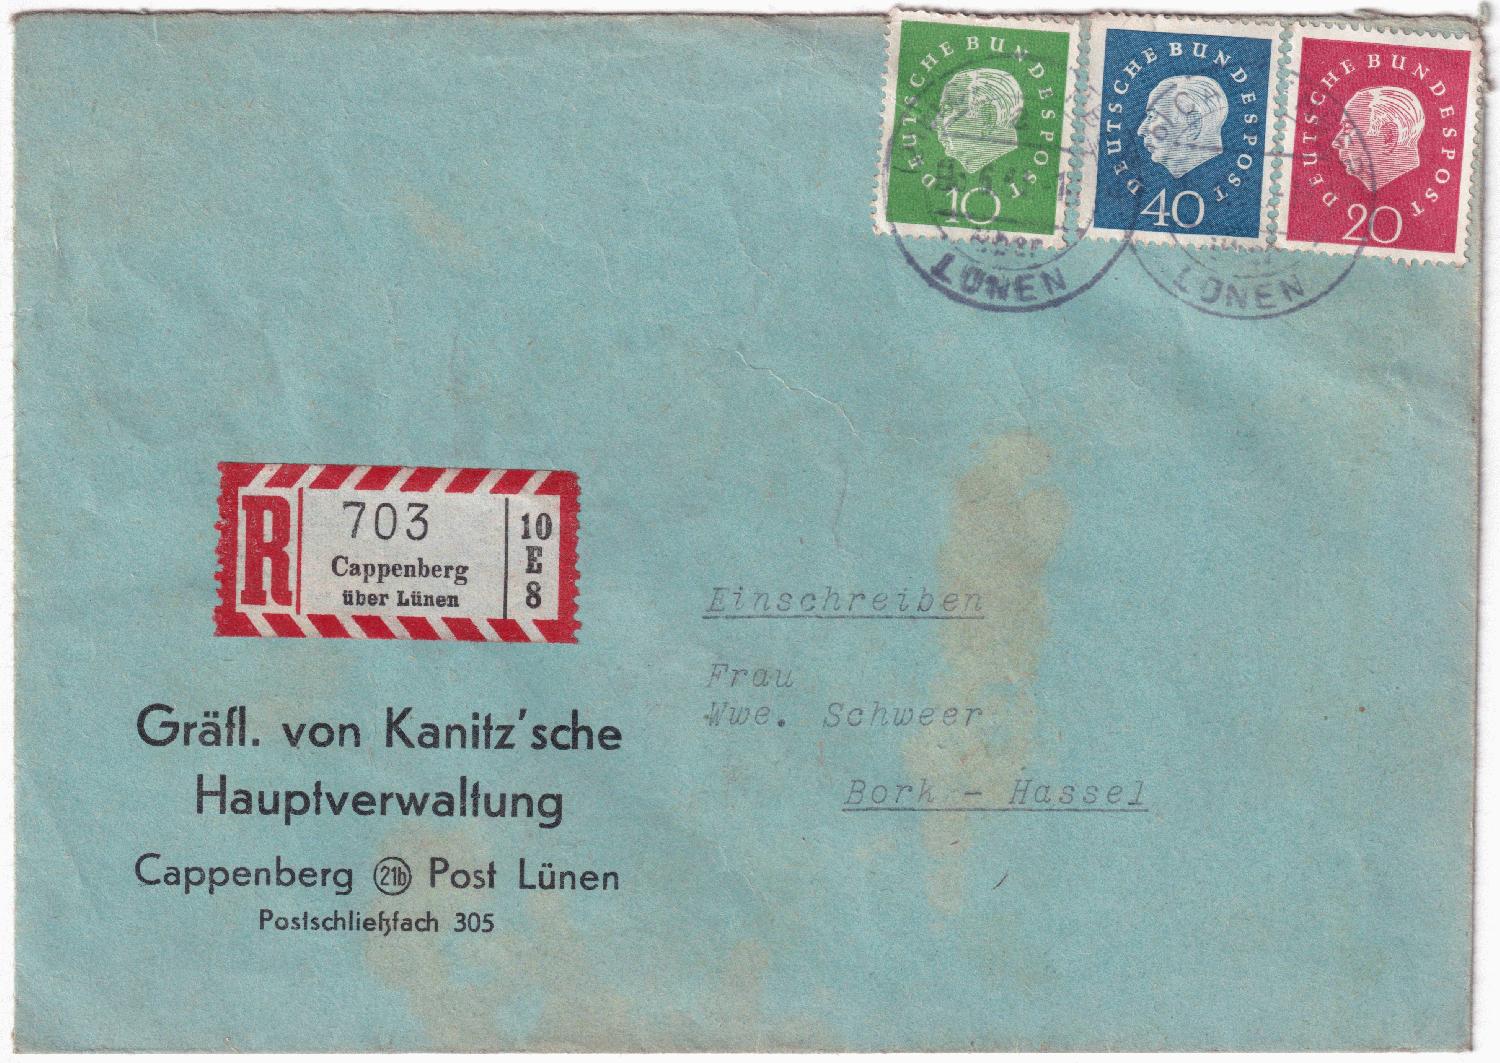 DEUTSCHE BUNDESPOST
10
DEUTSCHE BUNDESPOST
40
DEUTSCHE BUNDESPOST
20
über
LÜNEN
LÜNEN
R
703
Cappenberg
über Lünen
10
E
8
Einschreiben
Frau
Wwe. Schweer
Bork - Hassel
Gräfl. von Kanitz'sche
Hauptverwaltung
Cappenberg 21b Post Lünen
Postschließfach 305